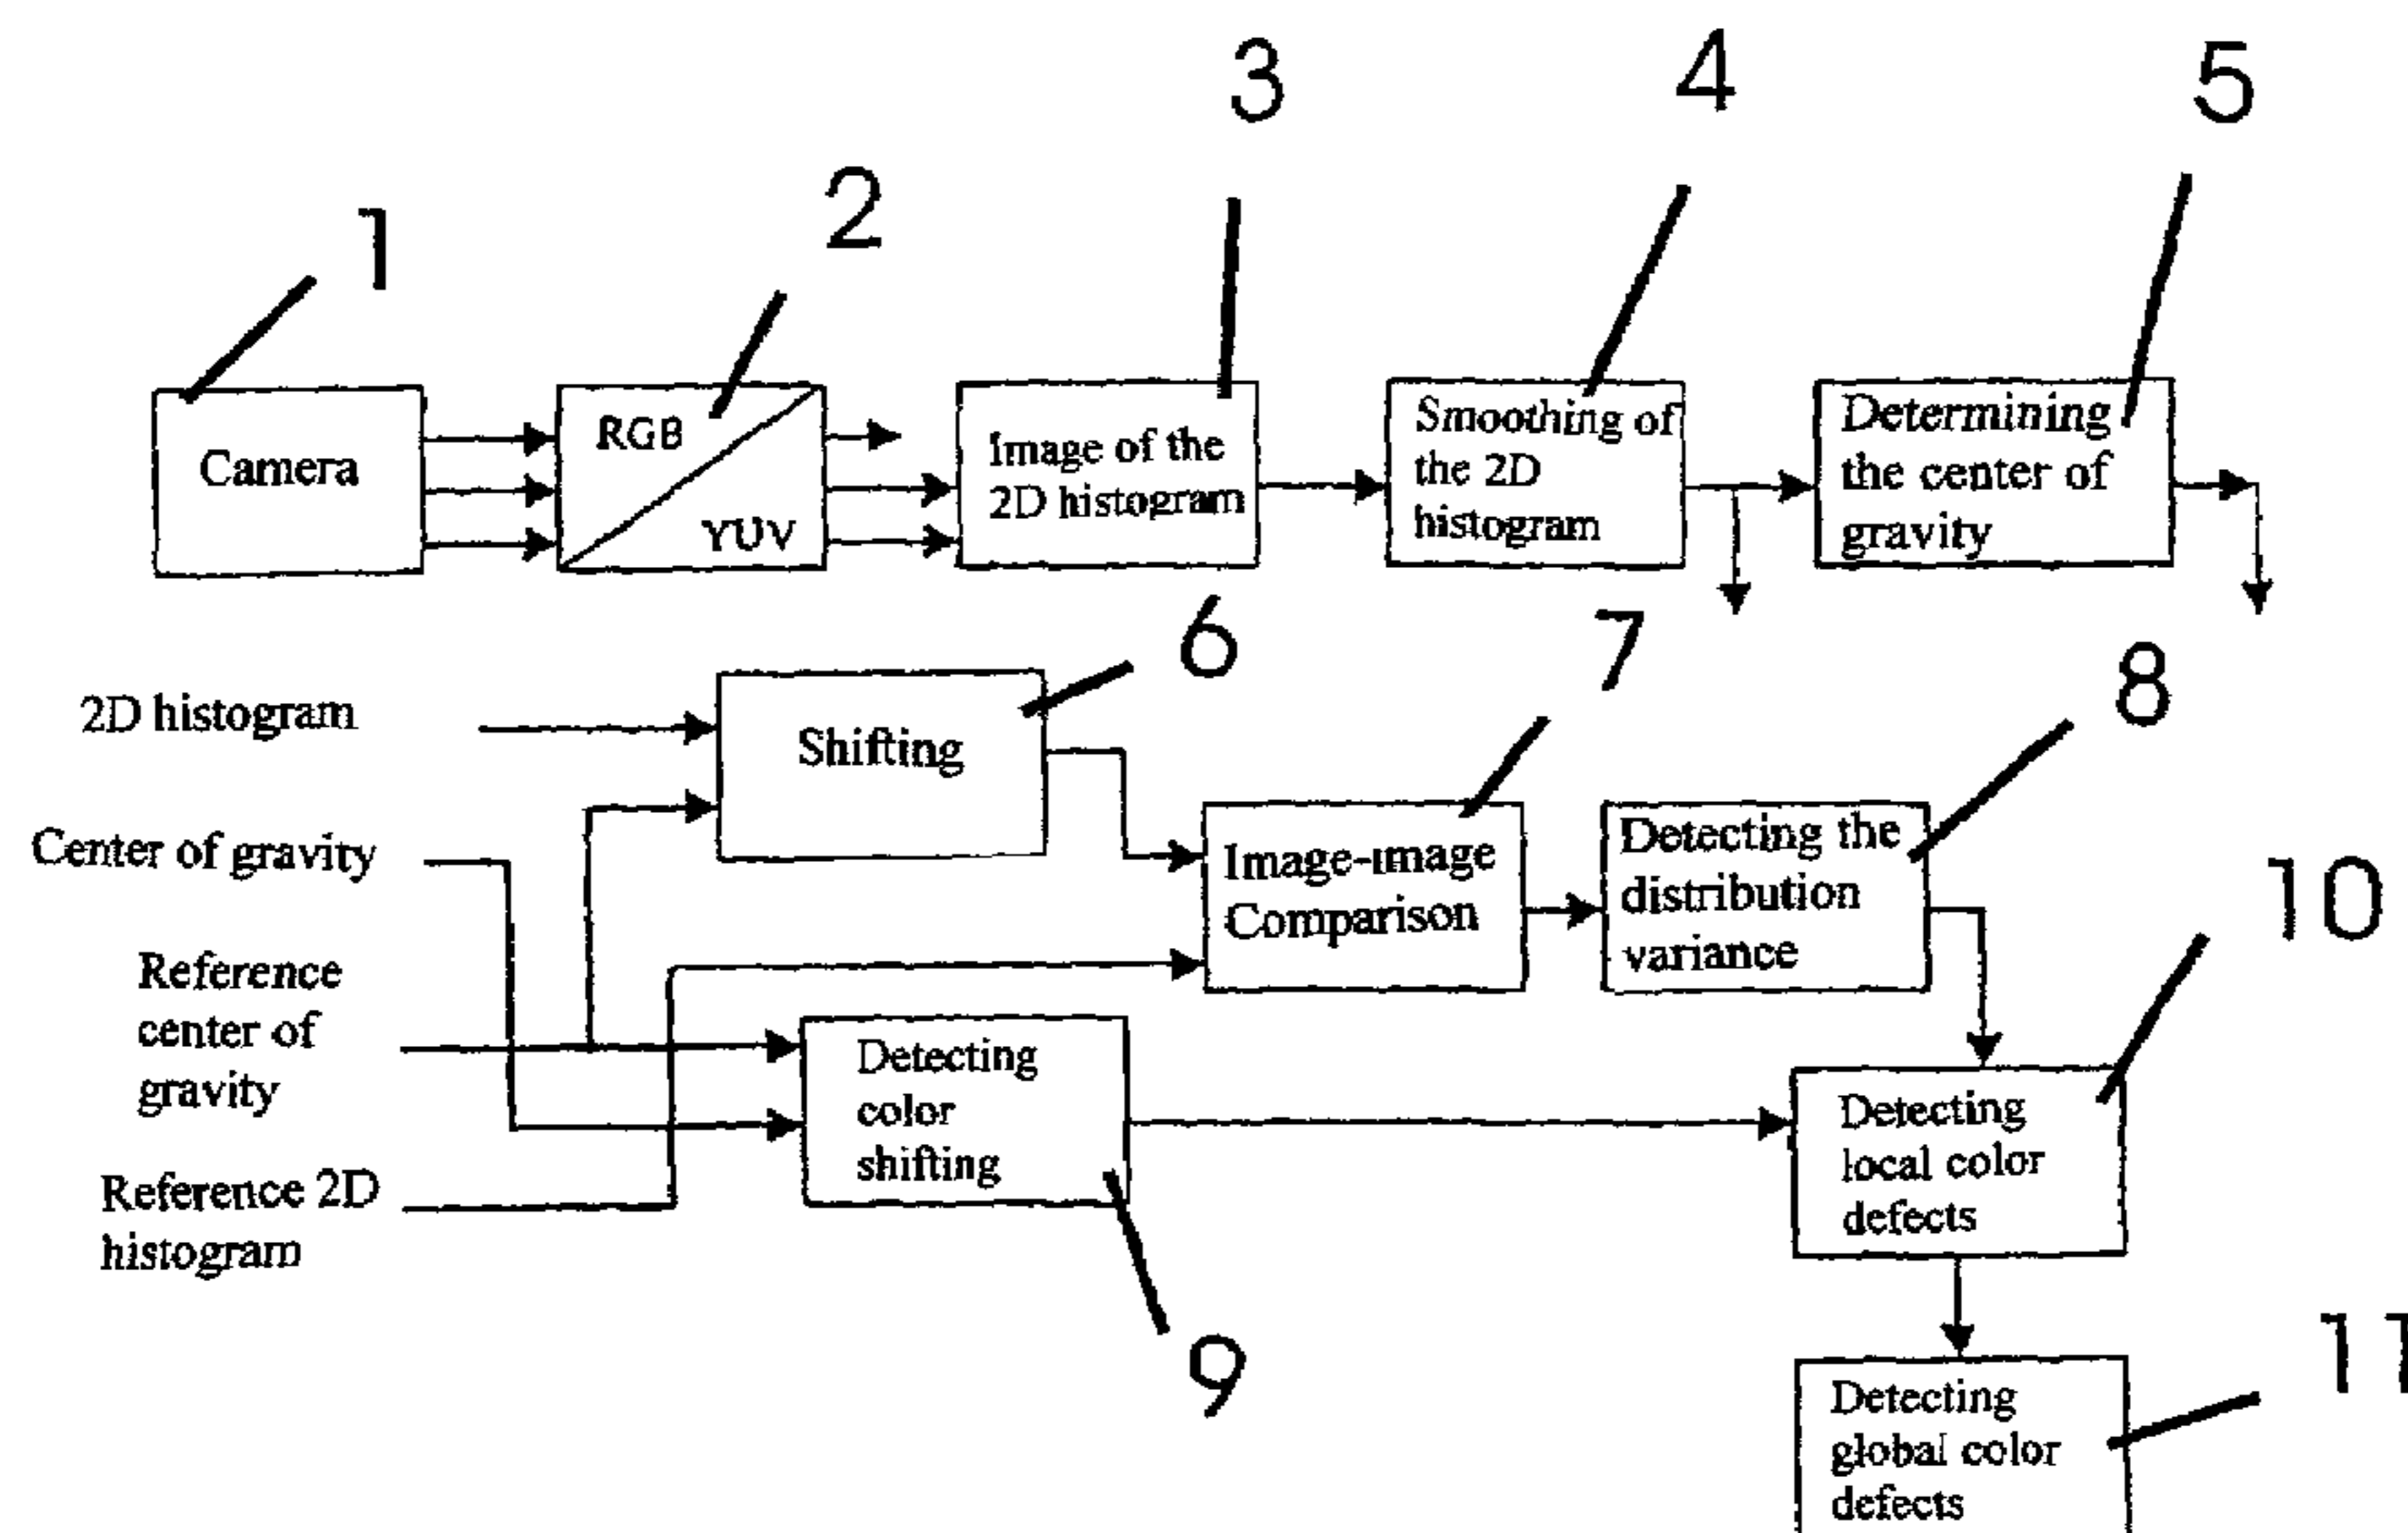 1
2
3
4
5
Camera
RGB
YUV
Image of the
2D histogram
Smoothing of
the 2D
histogram
Determining
the center of
gravity
6
7
8
10
2D histogram
Shifting
Center of gravity
Image-image
Comparison
Detecting the
distribution
variance
Reference
center of
gravity
Detecting
color
shifting
Detecting
local color
defects
Reference 2D
histogram
9
11
Detecting
global color
defects